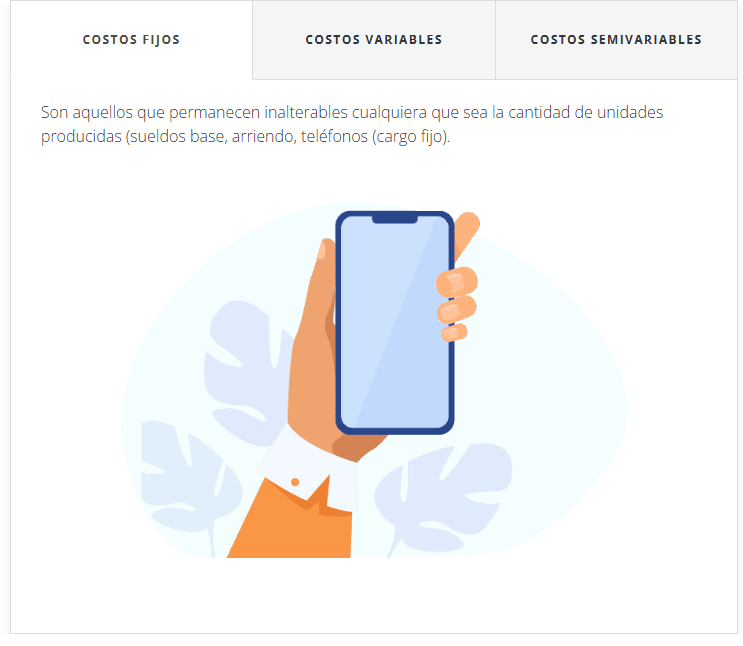 COSTOS FIJOS
COSTOS VARIABLES
COSTOS SEMIVARIABLES
Son aquellos que permanecen inalterables cualquiera que sea la cantidad de unidades
producidas (sueldos base, arriendo, teléfonos (cargo fijo).